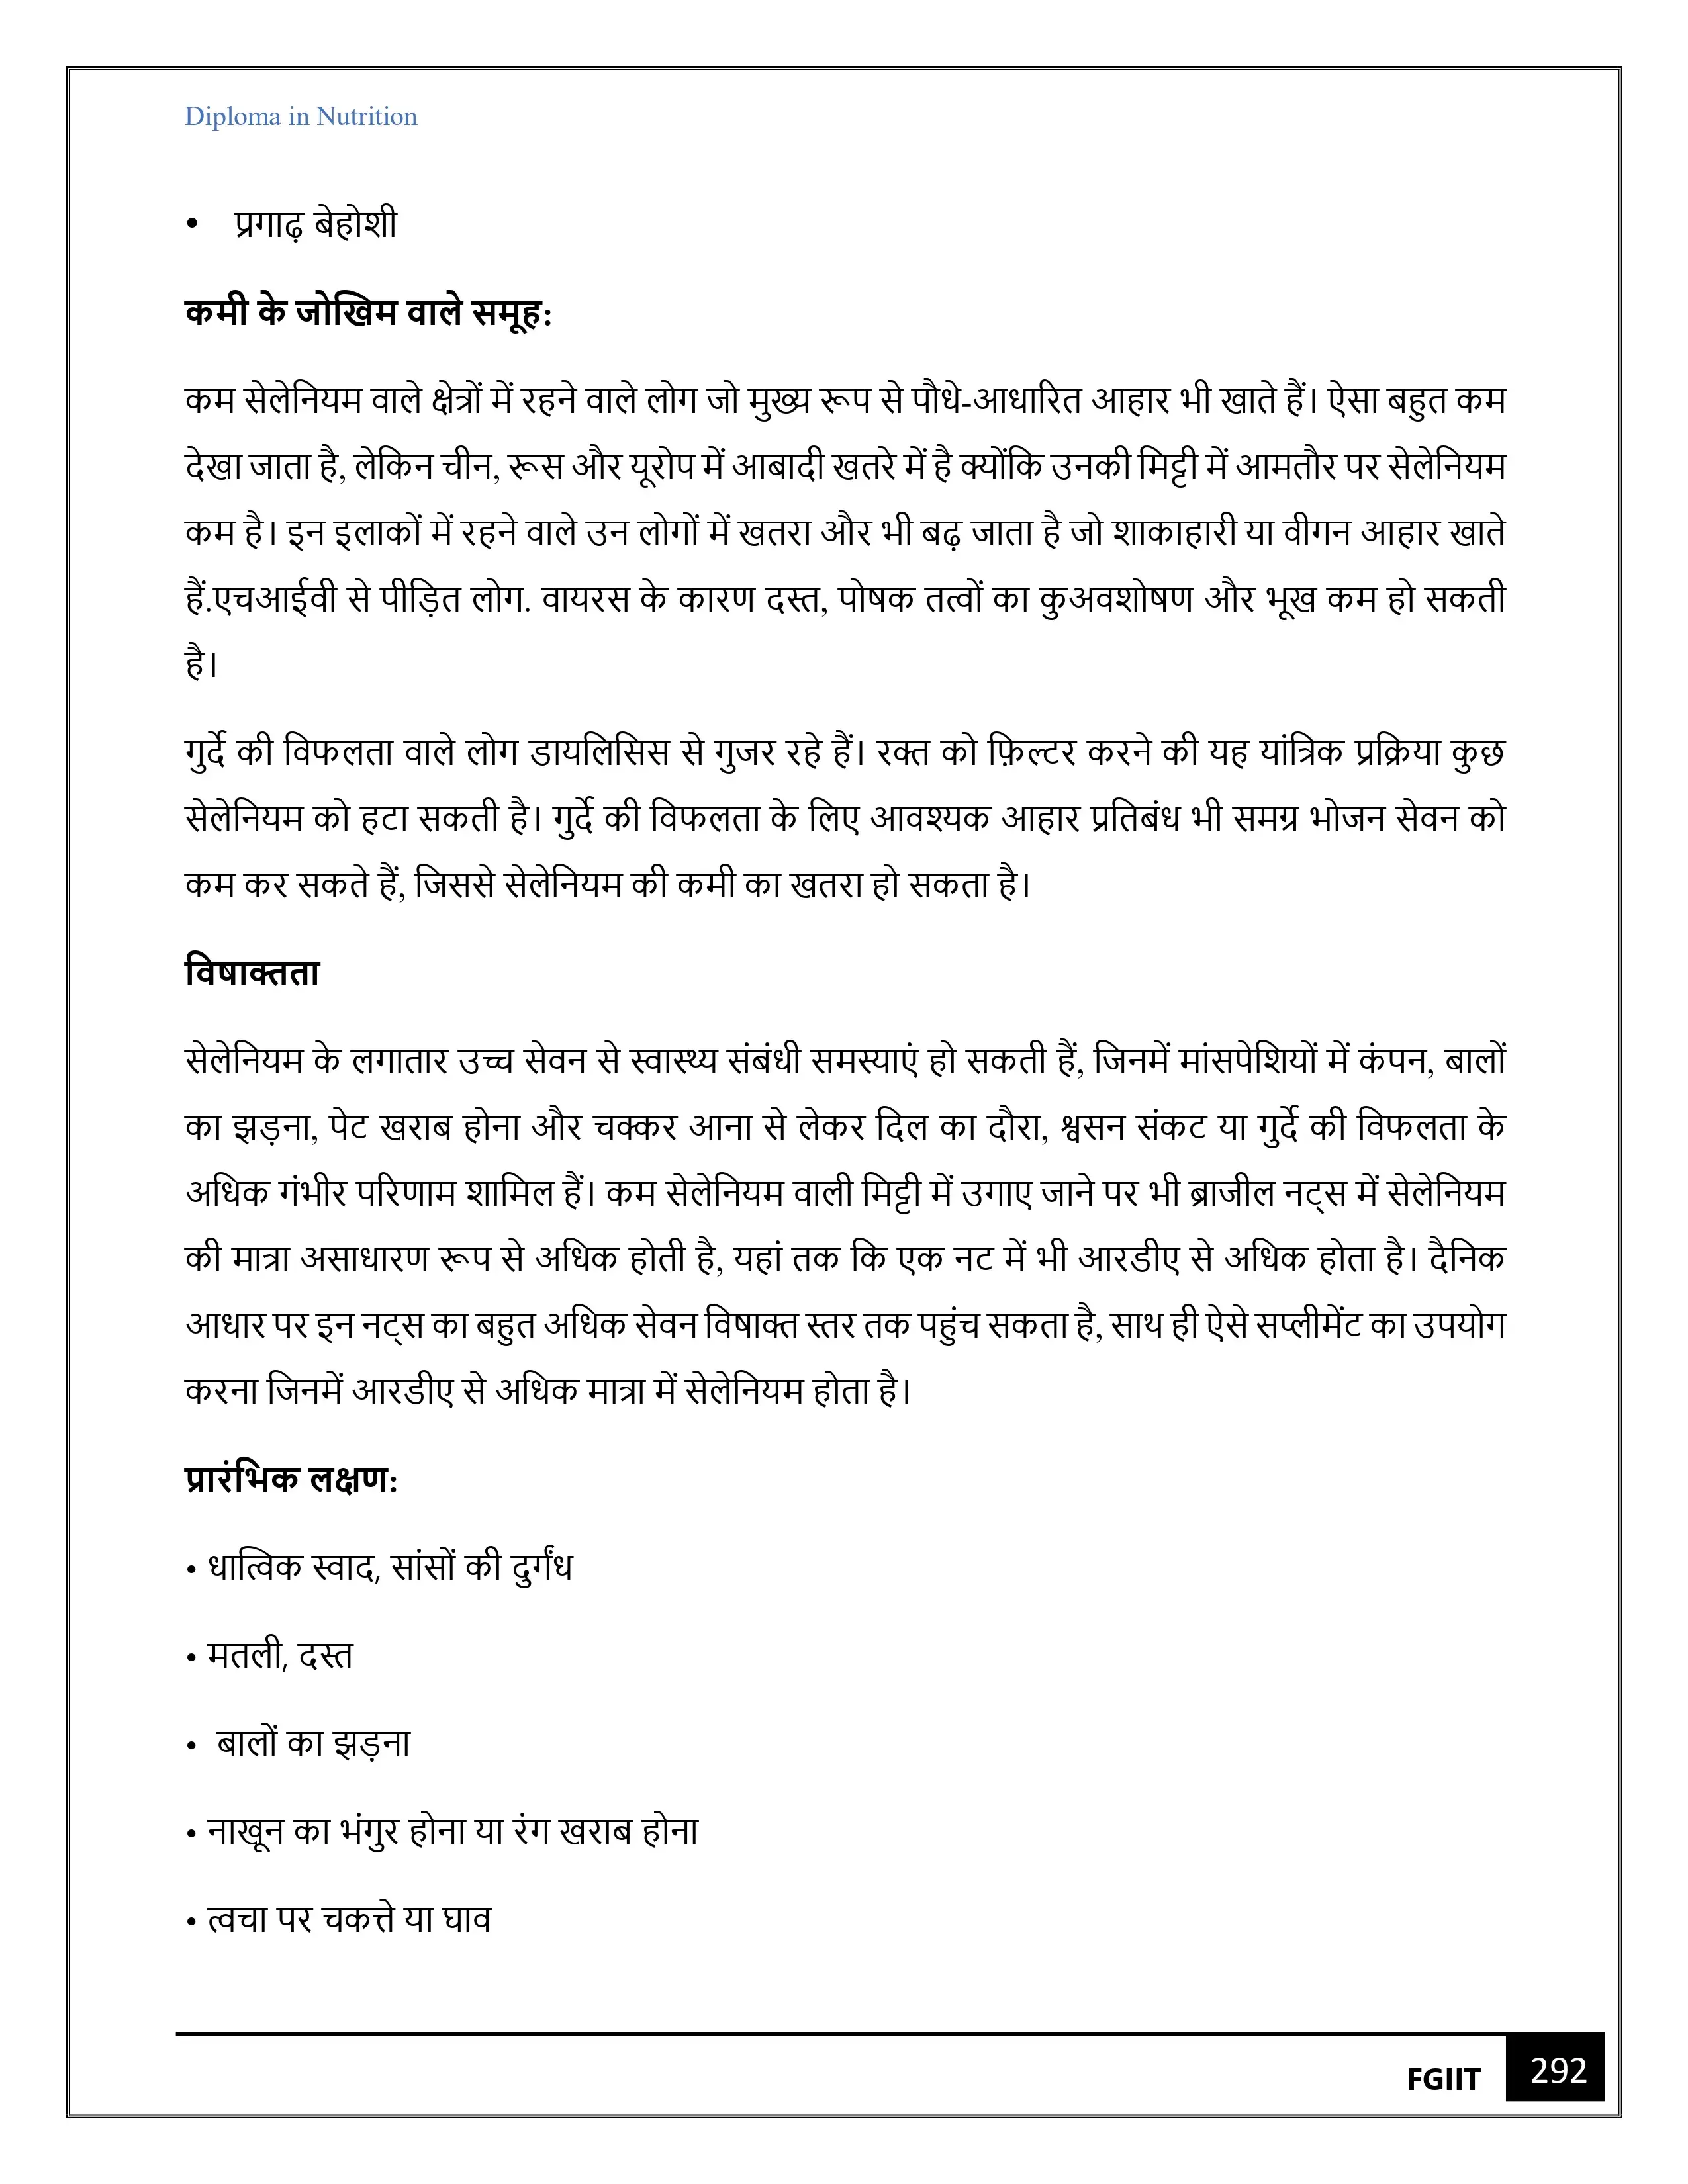 Diploma in Nutrition
• प्रगाढ़ बेहोशी
कमी के जोखिम वाले समूह:
कम सेलेनियम वाले क्षेत्रों में रहने वाले लोग जो मुख्य रूप से पौधे-आधारित आहार भी खाते हैं। ऐसा बहुत कम
देखा जाता है, लेकिन चीन, रूस और यूरोप में आबादी खतरे में है क्योंकि उनकी मिट्टी में आमतौर पर सेलेनियम
कम है। इन इलाकों में रहने वाले उन लोगों में खतरा और भी बढ़ जाता है जो शाकाहारी या वीगन आहार खाते
हैं.एचआईवी से पीड़ित लोग. वायरस के कारण दस्त, पोषक तत्वों का कुअवशोषण और भूख कम हो सकती
है।
गुर्दे की विफलता वाले लोग डायलिसिस से गुजर रहे हैं। रक्त को फ़िल्टर करने की यह यांत्रिक प्रक्रिया कुछ
सेलेनियम को हटा सकती है। गुर्दे की विफलता के लिए आवश्यक आहार प्रतिबंध भी समग्र भोजन सेवन को
कम कर सकते हैं, जिससे सेलेनियम की कमी का खतरा हो सकता है।
विषाक्तता
सेलेनियम के लगातार उच्च सेवन से स्वास्थ्य संबंधी समस्याएं हो सकती हैं, जिनमें मांसपेशियों में कंपन, बालों
का झड़ना, पेट खराब होना और चक्कर आना से लेकर दिल का दौरा, श्वसन संकट या गुर्दे की विफलता के
अधिक गंभीर परिणाम शामिल हैं। कम सेलेनियम वाली मिट्टी में उगाए जाने पर भी ब्राजील नट्स में सेलेनियम
की मात्रा असाधारण रूप से अधिक होती है, यहां तक कि एक नट में भी आरडीए से अधिक होता है। दैनिक
आधार पर इन नट्स का बहुत अधिक सेवन विषाक्त स्तर तक पहुंच सकता है, साथ ही ऐसे सप्लीमेंट का उपयोग
करना जिनमें आरडीए से अधिक मात्रा में सेलेनियम होता है।
प्रारंभिक लक्षण:
• धात्विक स्वाद, सांसों की दुर्गंध
• मतली, दस्त
• बालों का झड़ना
• नाखून का भंगुर होना या रंग खराब होना
• त्वचा पर चकत्ते या घाव
FGIIT 292